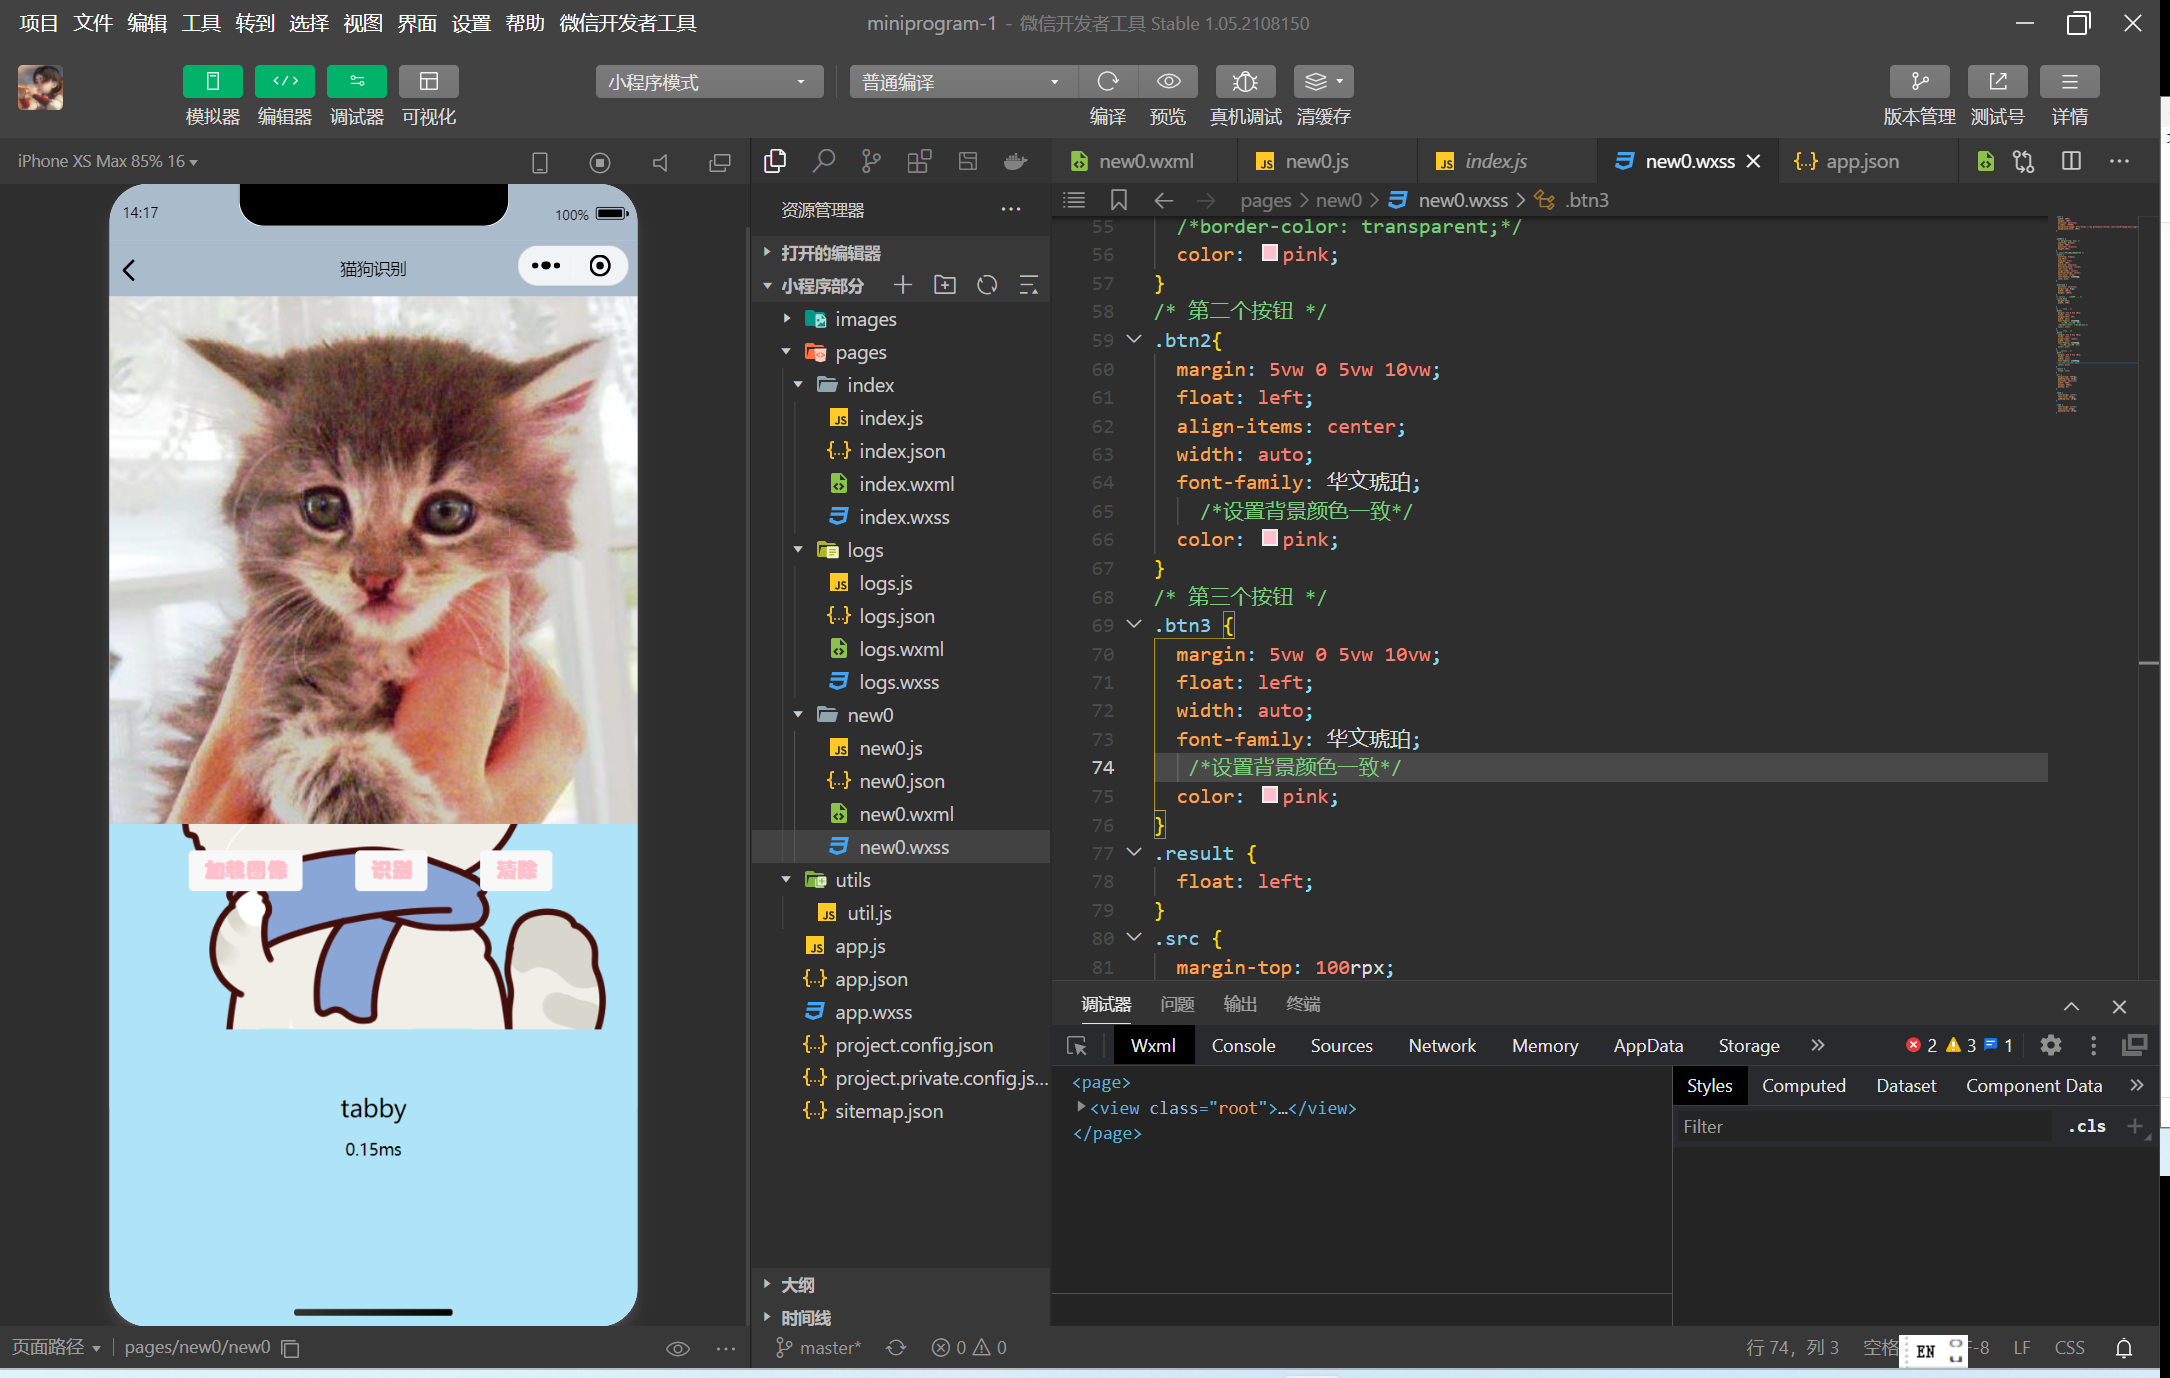 项目 文件 编辑 工具 转到 选择 视图 界面 设置 帮助 微信开发者工具
miniprogram-1 - 微信开发者工具 Stable 1.05.2108150
模拟器 编辑器 调试器 可视化
小程序模式
普通编译
编译 预览 真机调试 清缓存
版本管理 测试号 详情
iPhone XS Max 85% 16
14:17
100%
猫狗识别
加载图像 识别 清除
tabby
0.15ms
页面路径 pages/new0/new0
资源管理器
打开的编辑器
小程序部分
images
pages
index
index.js
index.json
index.wxml
index.wxss
logs
logs.js
logs.json
logs.wxml
logs.wxss
new0
new0.js
new0.json
new0.wxml
new0.wxss
utils
util.js
app.js
app.json
app.wxss
project.config.json
project.private.config.js...
sitemap.json
大纲
时间线
master* 0 0
new0.wxml new0.js index.js new0.wxss app.json
pages > new0 > new0.wxss > .btn3
55 /*border-color: transparent;*/
56 color: pink;
57 }
58 /* 第二个按钮 */
59 .btn2{
60 margin: 5vw 0 5vw 10vw;
61 float: left;
62 align-items: center;
63 width: auto;
64 font-family: 华文琥珀;
65 /*设置背景颜色一致*/
66 color: pink;
67 }
68 /* 第三个按钮 */
69 .btn3 {
70 margin: 5vw 0 5vw 10vw;
71 float: left;
72 width: auto;
73 font-family: 华文琥珀;
74 /*设置背景颜色一致*/
75 color: pink;
76 }
77 .result {
78 float: left;
79 }
80 .src {
81 margin-top: 100rpx;
调试器 问题 输出 终端
Wxml Console Sources Network Memory AppData Storage 2 3 1
<page>
<view class="root">…</view>
</page>
Styles Computed Dataset Component Data
Filter .cls
行 74，列 3 空格 EN F-8 LF CSS